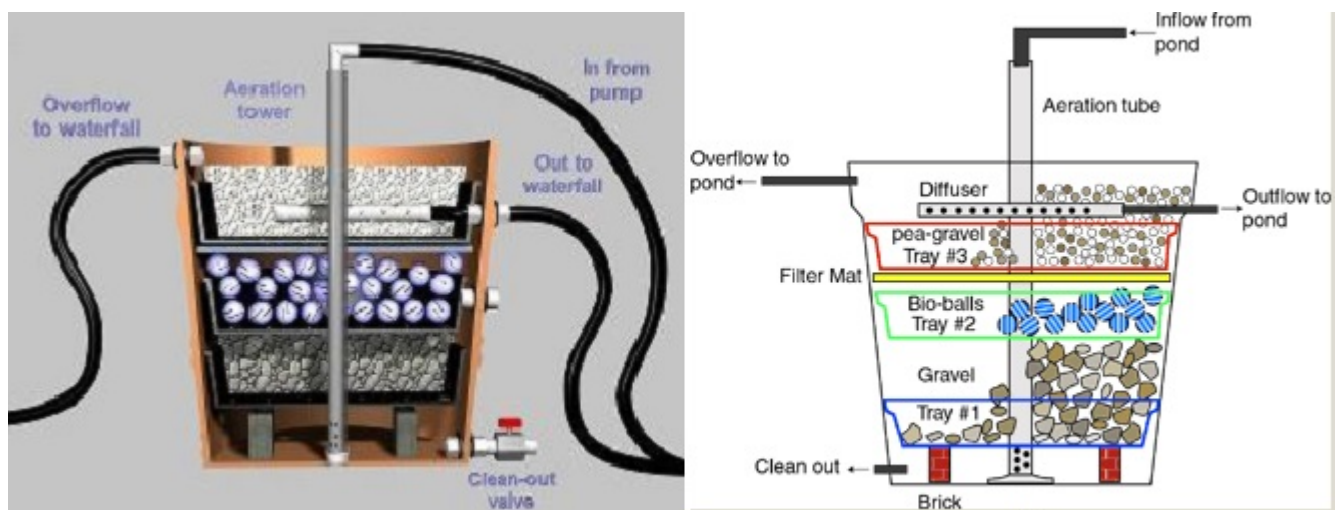 Overflow
to waterfall
Aeration
tower
In from
pump
Out to
waterfall
Clean-out
valve
Inflow from
pond
Aeration tube
Overflow to
pond
Diffuser
Outflow to
pond
pea-gravel
Tray #3
Filter Mat
Bio-balls
Tray #2
Gravel
Tray #1
Clean out
Brick